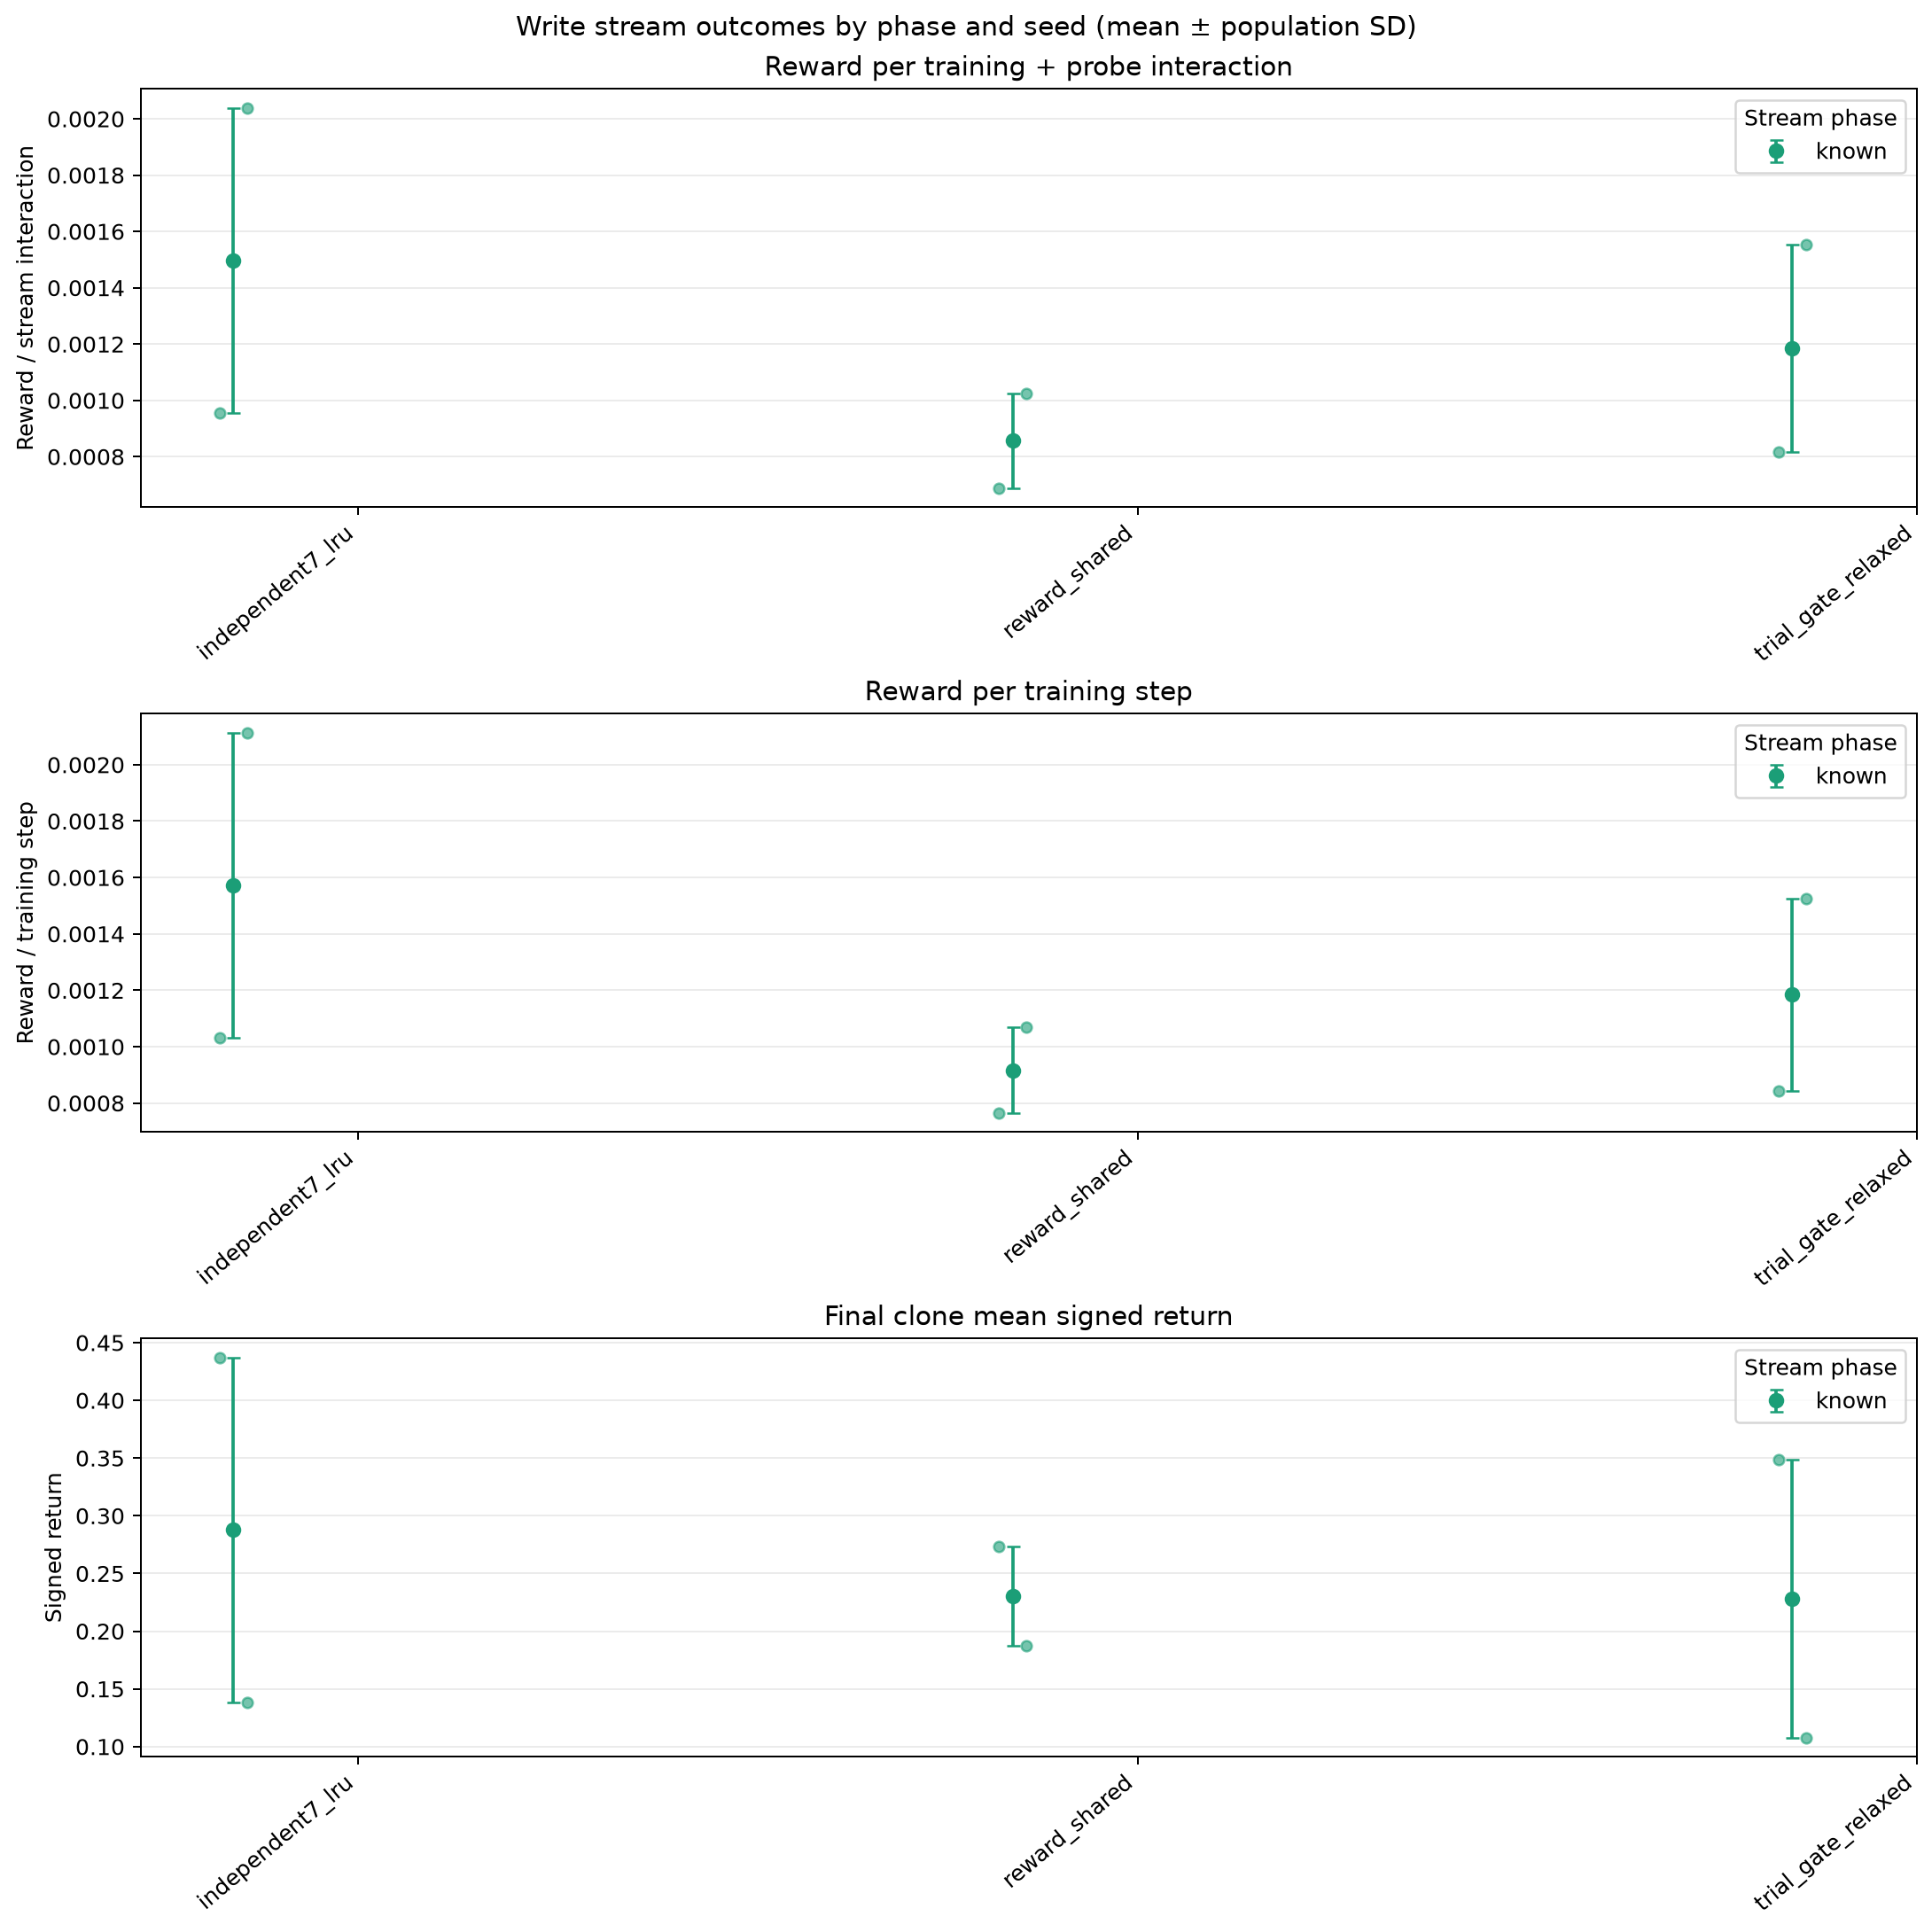 Write stream outcomes by phase and seed (mean ± population SD)
Reward per training + probe interaction
Reward / stream interaction
0.0020
0.0018
0.0016
0.0014
0.0012
0.0010
0.0008
Stream phase
known
independent7_lru
reward_shared
trial_gate_relaxed
Reward per training step
Reward / training step
0.0020
0.0018
0.0016
0.0014
0.0012
0.0010
0.0008
Stream phase
known
independent7_lru
reward_shared
trial_gate_relaxed
Final clone mean signed return
Signed return
0.45
0.40
0.35
0.30
0.25
0.20
0.15
0.10
Stream phase
known
independent7_lru
reward_shared
trial_gate_relaxed